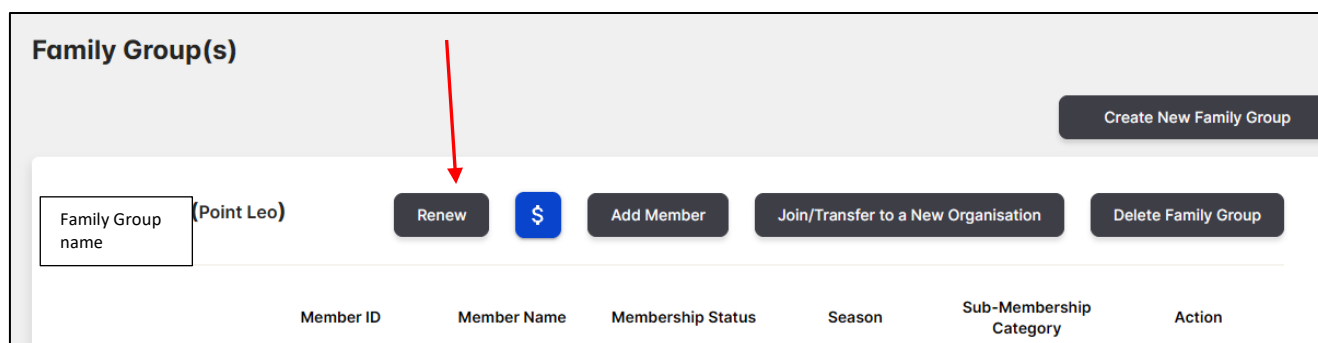 Family Group(s)
Create New Family Group
Family Group name
(Point Leo)
Renew
$
Add Member
Join/Transfer to a New Organisation
Delete Family Group
Member ID
Member Name
Membership Status
Season
Sub-Membership
Category
Action